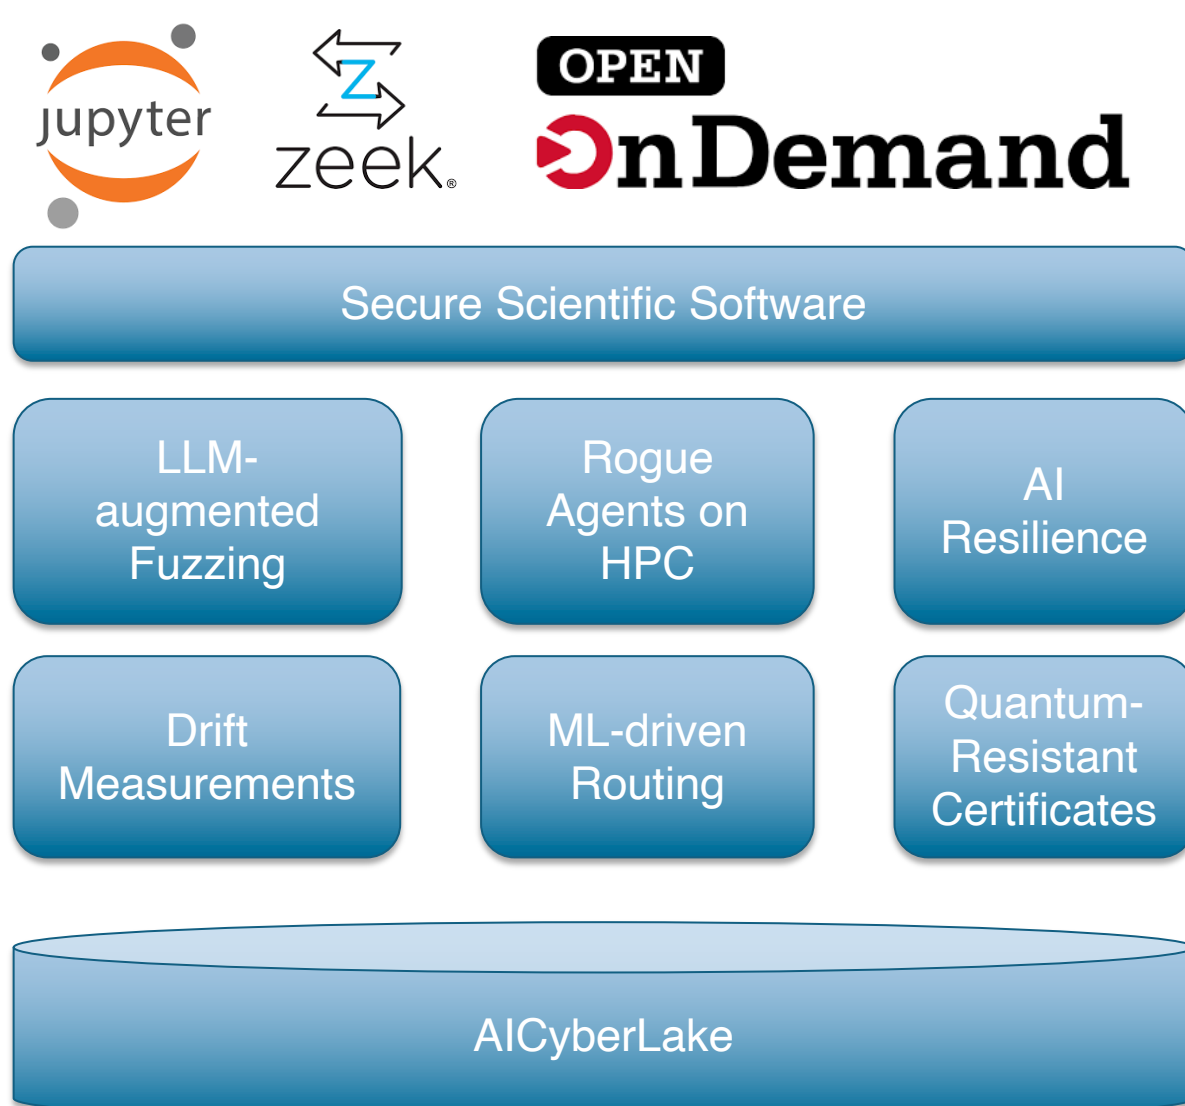 jupyter
zeek®
OPEN
OnDemand
Secure Scientific Software
LLM-
augmented
Fuzzing
Rogue
Agents on
HPC
AI
Resilience
Drift
Measurements
ML-driven
Routing
Quantum-
Resistant
Certificates
AICyberLake